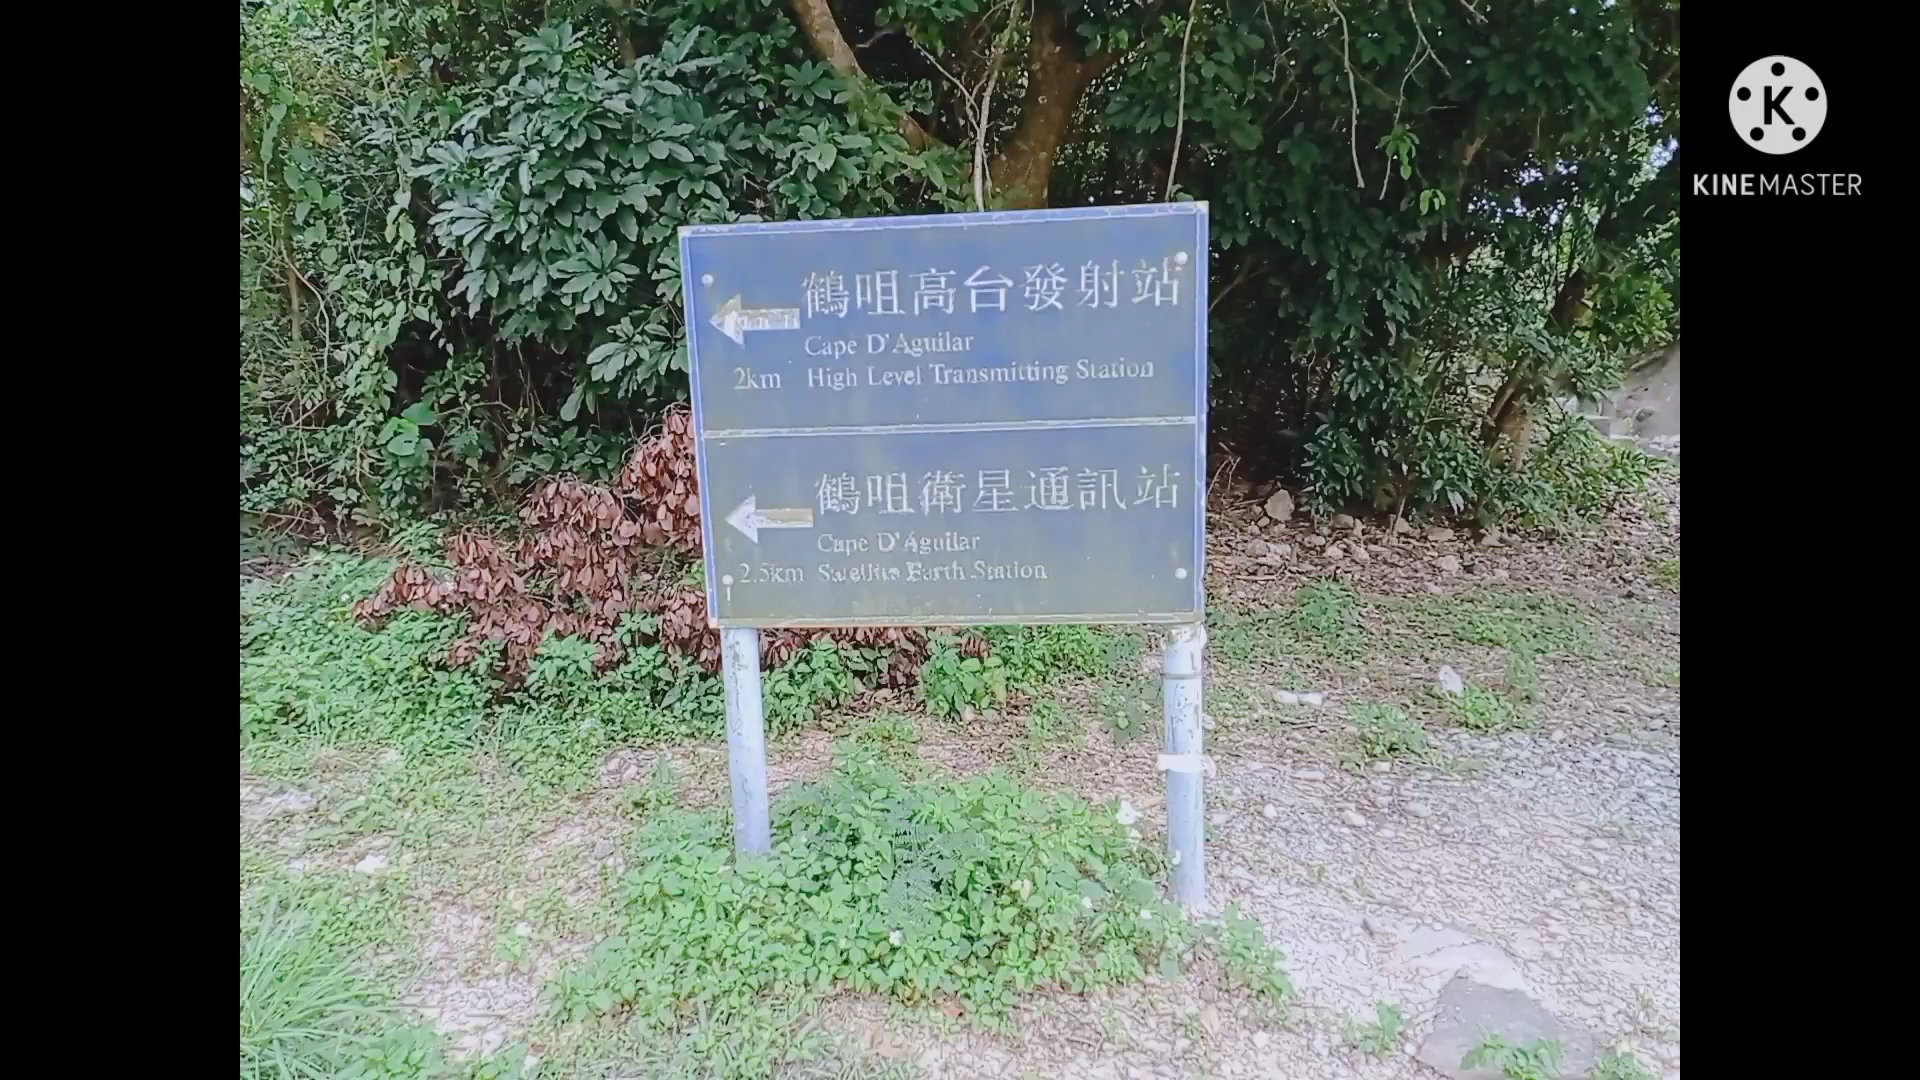 鶴咀高台發射站
Cape D'Aguilar
2km High Level Transmitting Station
鶴咀衛星通訊站
Cape D'Aguilar
2.5km Satellite Earth Station
KINEMASTER